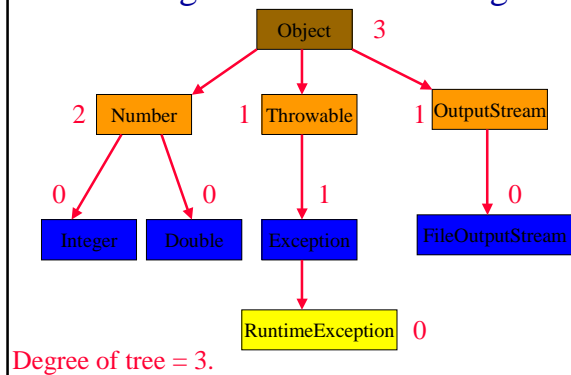 Object 3
2 Number 1 Throwable 1 OutputStream
0 0 1 0
Integer Double Exception FileOutputStream
RuntimeException 0
Degree of tree = 3.